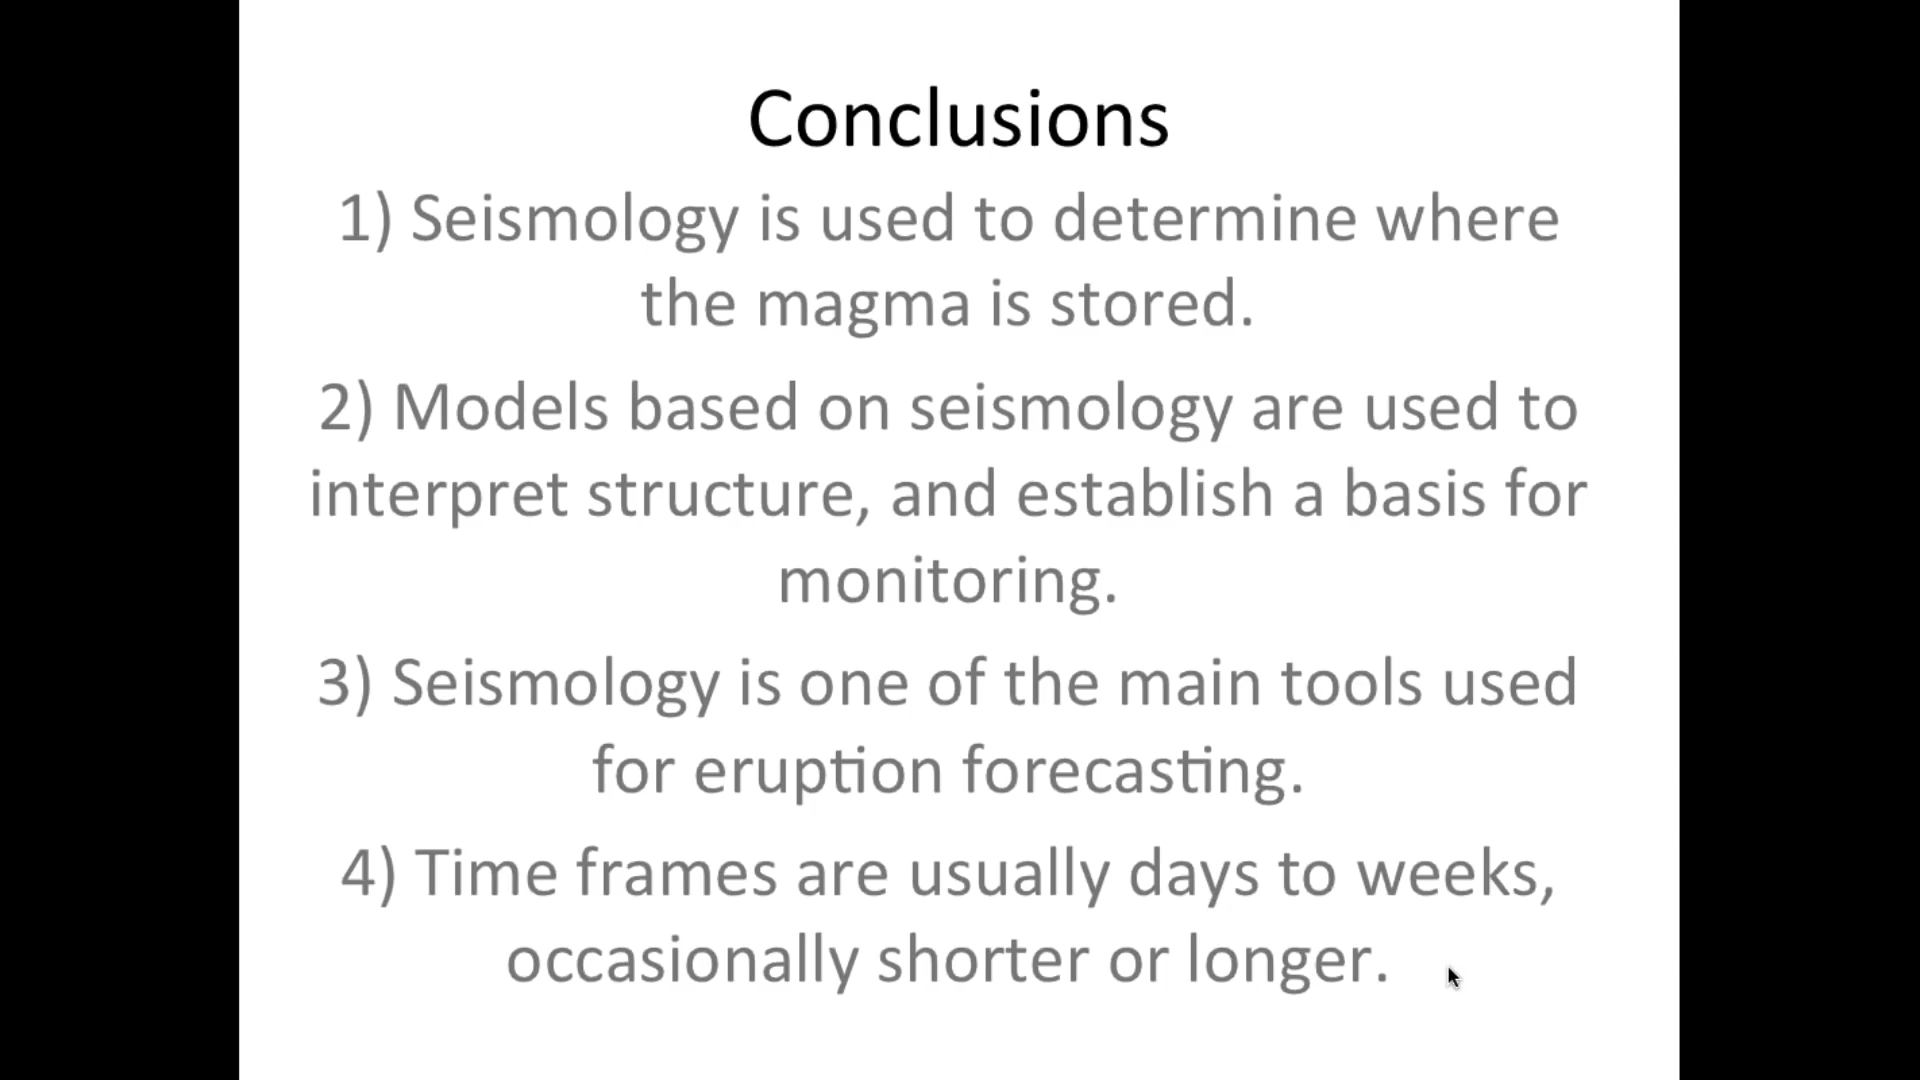 Conclusions
1) Seismology is used to determine where
the magma is stored.
2) Models based on seismology are used to
interpret structure, and establish a basis for
monitoring.
3) Seismology is one of the main tools used
for eruption forecasting.
4) Time frames are usually days to weeks,
occasionally shorter or longer.